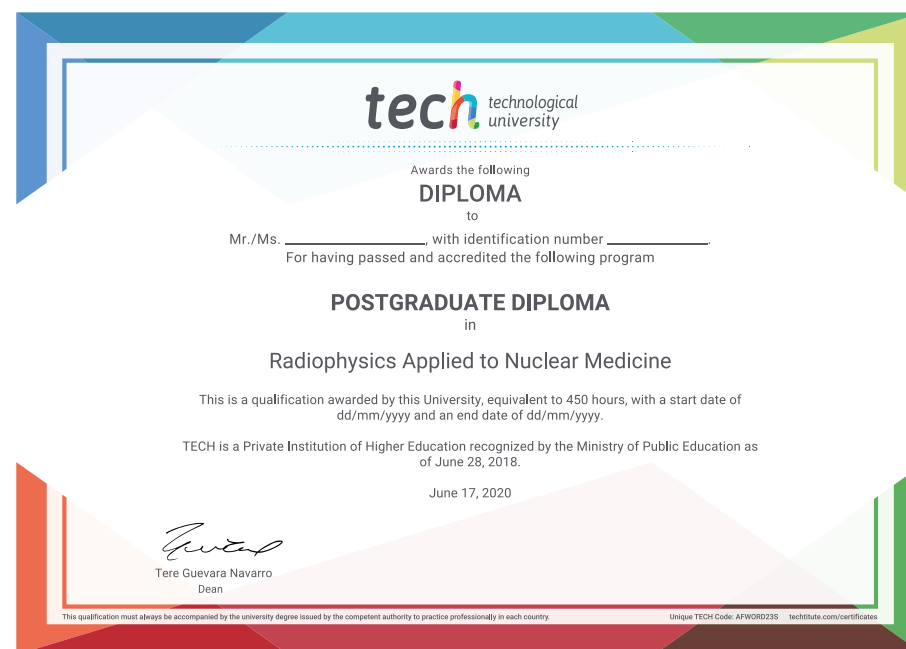 tech technological
university
Awards the following
DIPLOMA
to
Mr./Ms. ____________________, with identification number ______________.
For having passed and accredited the following program
POSTGRADUATE DIPLOMA
in
Radiophysics Applied to Nuclear Medicine
This is a qualification awarded by this University, equivalent to 450 hours, with a start date of
dd/mm/yyyy and an end date of dd/mm/yyyy.
TECH is a Private Institution of Higher Education recognized by the Ministry of Public Education as
of June 28, 2018.
June 17, 2020
Tere Guevara Navarro
Dean
This qualification must always be accompanied by the university degree issued by the competent authority to practice professionally in each country. Unique TECH Code: AFWORD23S techtitute.com/certificates